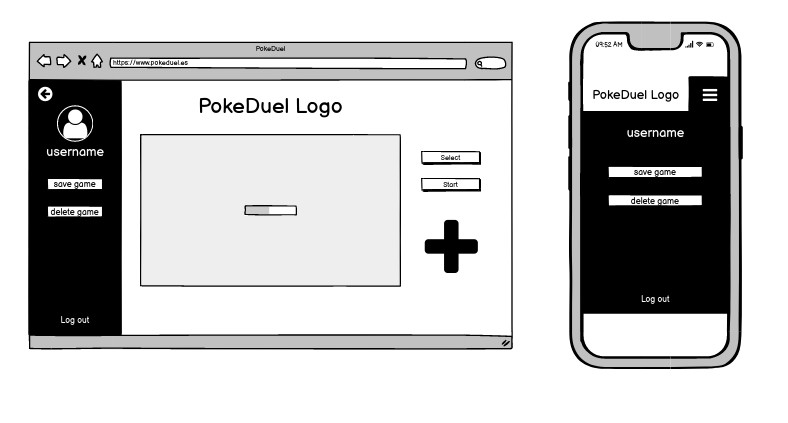 PokeDuel
https://www.pokeduel.es
PokeDuel Logo
username
save game
delete game
Log out
Select
Start
09:52 AM
PokeDuel Logo
username
save game
delete game
Log out